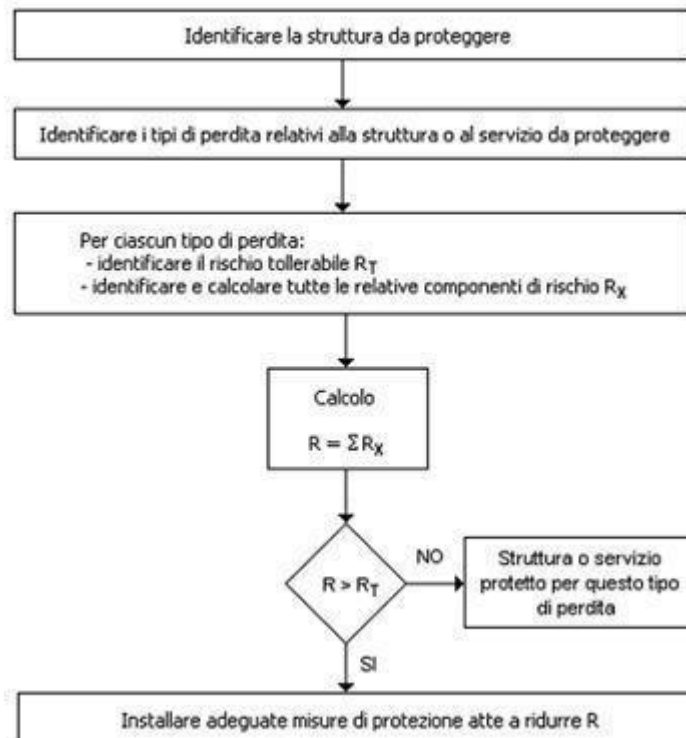 Identificare la struttura da proteggere
Identificare i tipi di perdita relativi alla struttura o al servizio da proteggere
Per ciascun tipo di perdita:
- identificare il rischio tollerabile RT
- identificare e calcolare tutte le relative componenti di rischio RX
Calcolo
R = ΣRX
R > RT
NO
Struttura o servizio
protetto per questo tipo
di perdita
SI
Installare adeguate misure di protezione atte a ridurre R